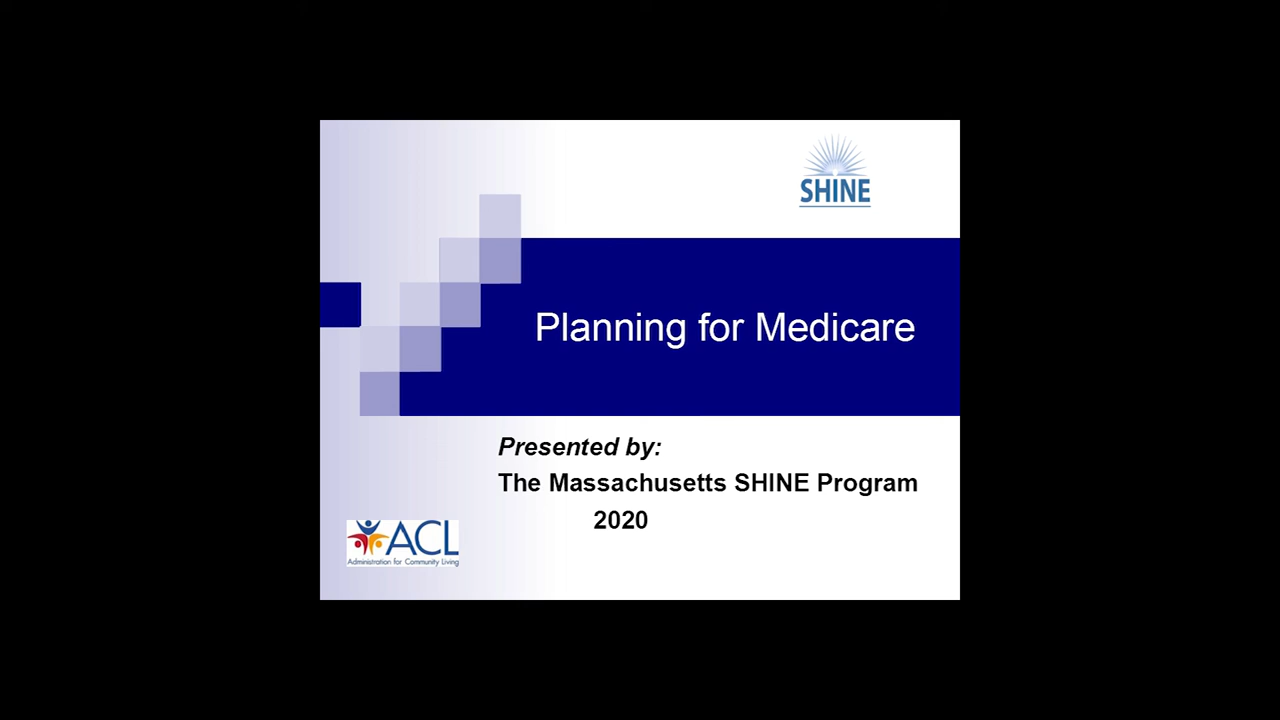 SHINE
Planning for Medicare
Presented by:
The Massachusetts SHINE Program
2020
ACL
Administration for Community Living